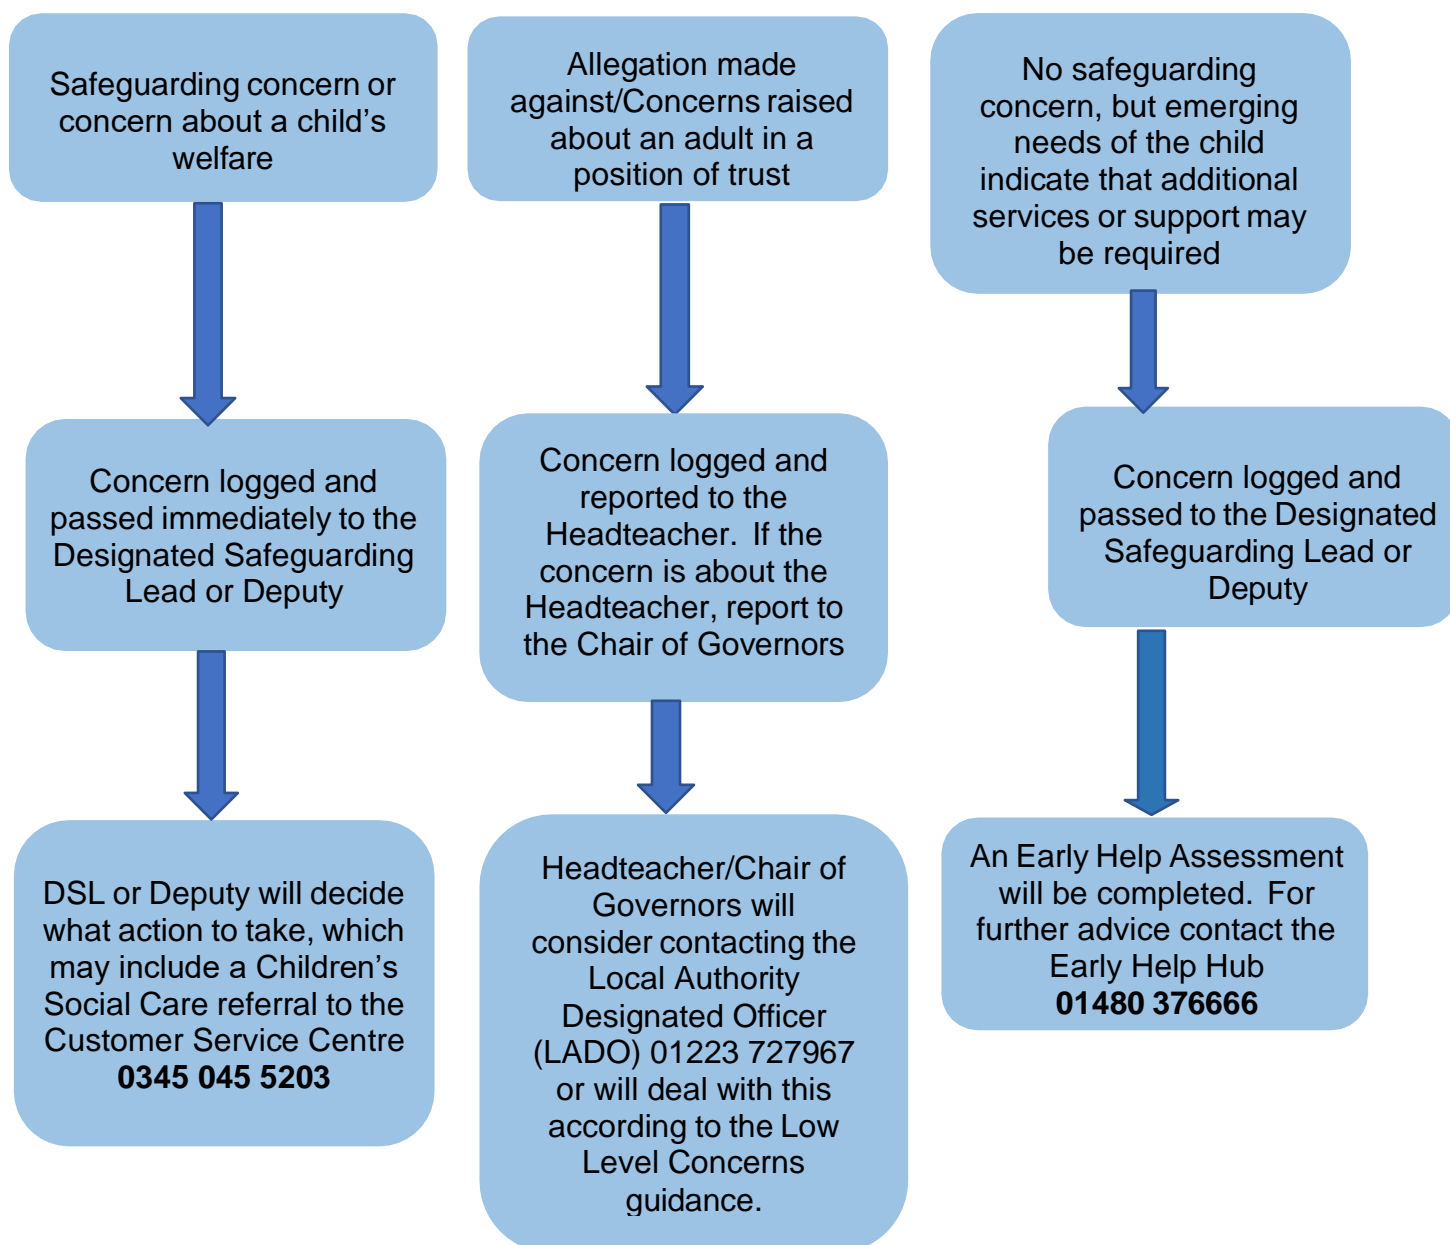 Safeguarding concern or
concern about a child's
welfare
Concern logged and
passed immediately to the
Designated Safeguarding
Lead or Deputy
DSL or Deputy will decide
what action to take, which
may include a Children's
Social Care referral to the
Customer Service Centre
0345 045 5203
Allegation made
against/Concerns raised
about an adult in a
position of trust
Concern logged and
reported to the
Headteacher.  If the
concern is about the
Headteacher, report to
the Chair of Governors
Headteacher/Chair of
Governors will
consider contacting the
Local Authority
Designated Officer
(LADO) 01223 727967
or will deal with this
according to the Low
Level Concerns
guidance.
No safeguarding
concern, but emerging
needs of the child
indicate that additional
services or support may
be required
Concern logged and
passed to the Designated
Safeguarding Lead or
Deputy
An Early Help Assessment
will be completed.  For
further advice contact the
Early Help Hub
01480 376666